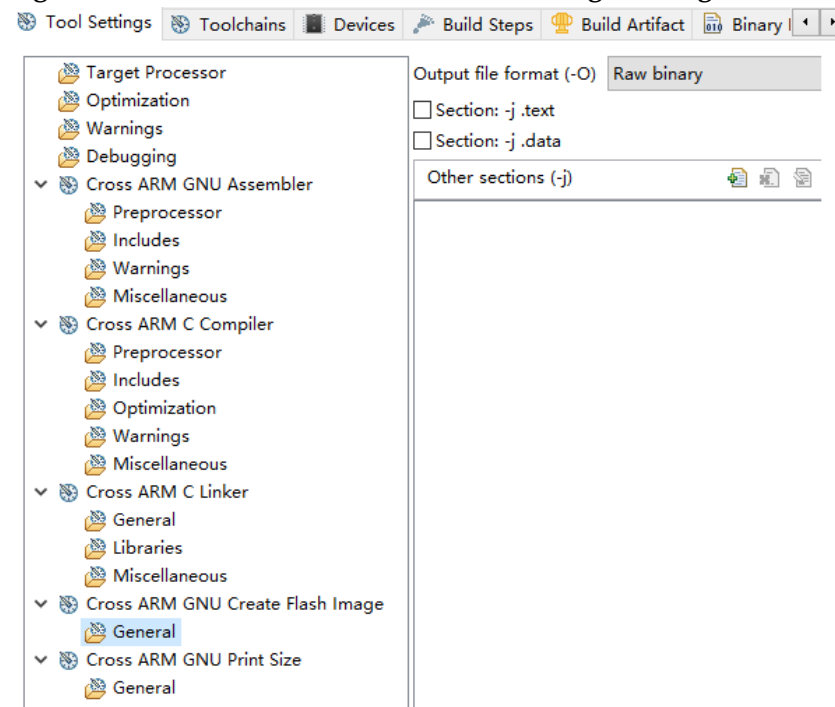 Tool Settings Toolchains Devices Build Steps Build Artifact Binary
Target Processor
Optimization
Warnings
Debugging
Cross ARM GNU Assembler
Preprocessor
Includes
Warnings
Miscellaneous
Cross ARM C Compiler
Preprocessor
Includes
Optimization
Warnings
Miscellaneous
Cross ARM C Linker
General
Libraries
Miscellaneous
Cross ARM GNU Create Flash Image
General
Cross ARM GNU Print Size
General
Output file format (-O) Raw binary
Section: -j .text
Section: -j .data
Other sections (-j)